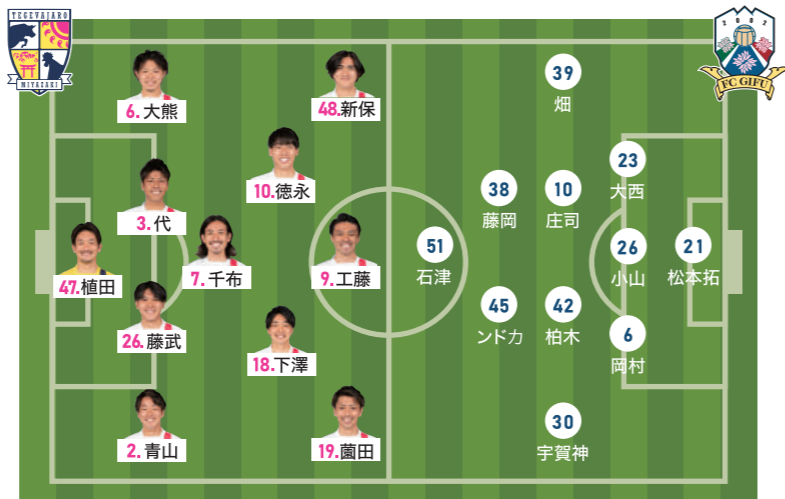 TEGEVAJARO
MIYAZAKI
2002
FC GIFU
6.大熊
48.新保
10.徳永
3.代
47.植田
7.千布
9.工藤
26.藤武
18.下澤
2.青山
19.薗田
39
畑
23
大西
38
藤岡
10
庄司
51
石津
26
小山
21
松本拓
45
ンドカ
42
柏木
6
岡村
30
宇賀神